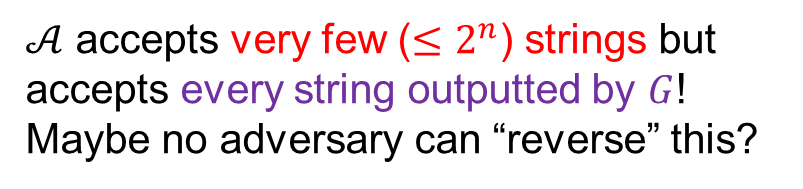 𝒜 accepts very few (≤ 2ⁿ) strings but
accepts every string outputted by 𝐺!
Maybe no adversary can “reverse” this?